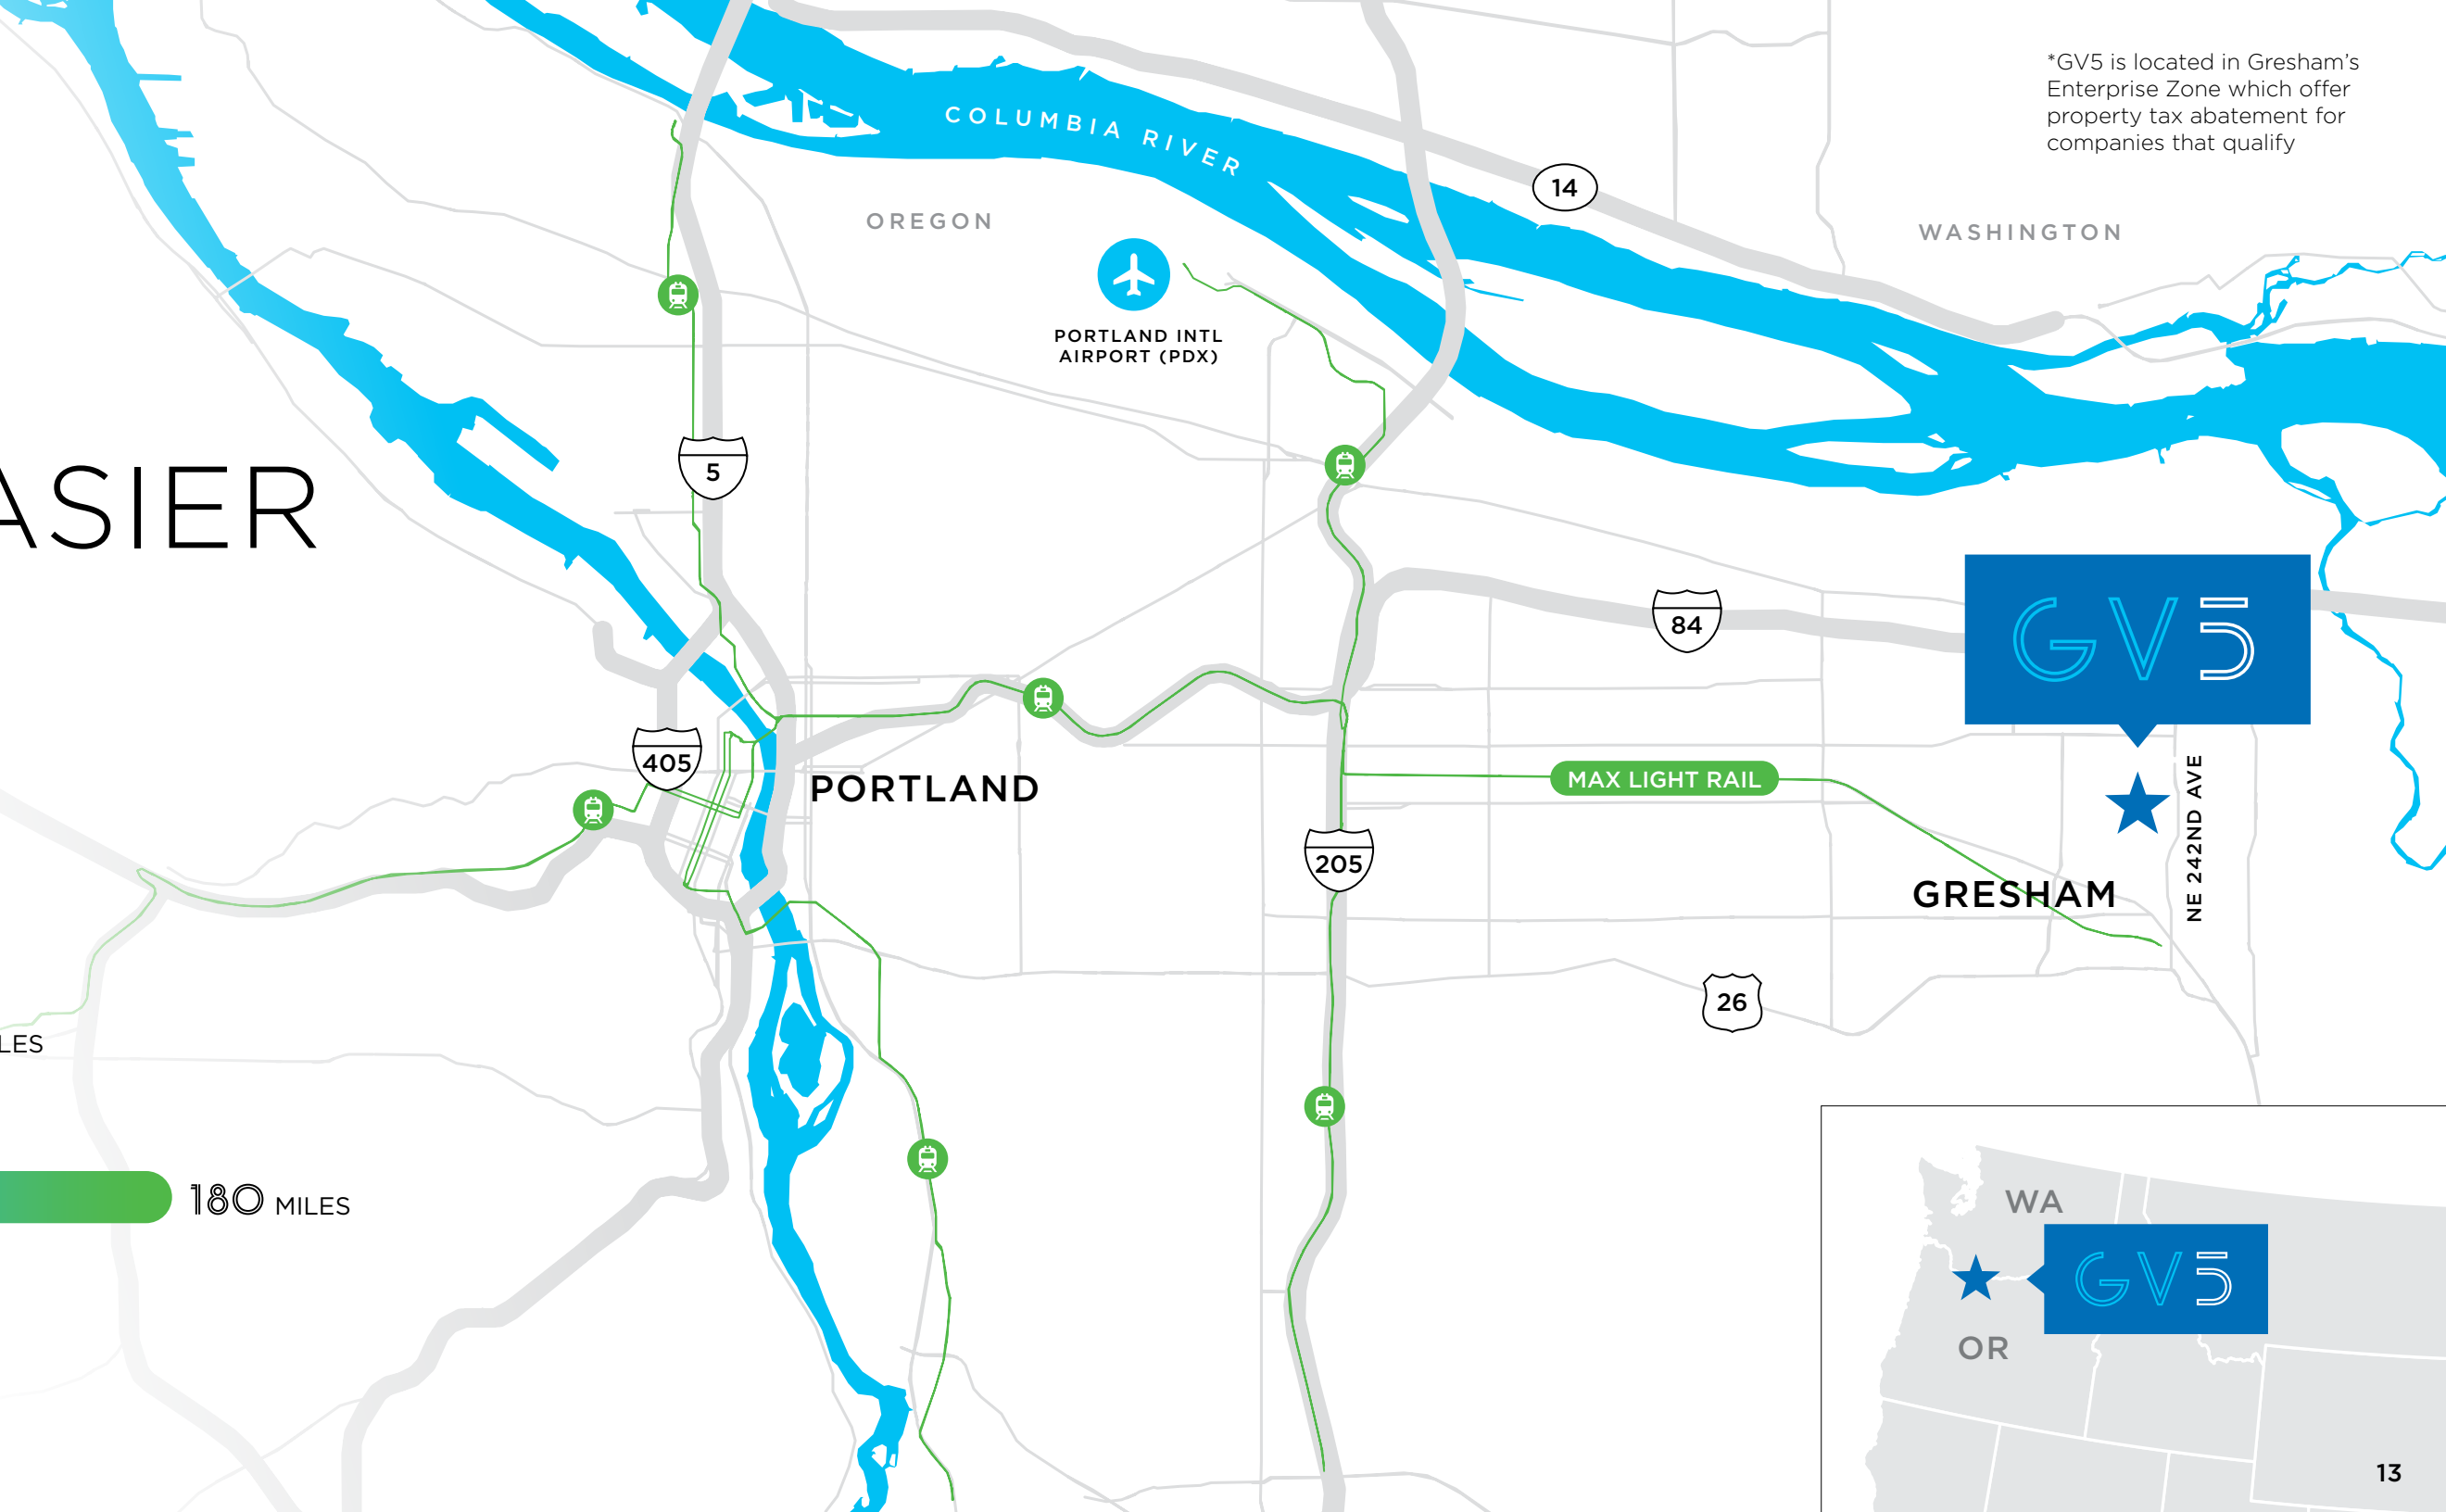 *GV5 is located in Gresham's
Enterprise Zone which offer
property tax abatement for
companies that qualify
COLUMBIA RIVER
14
OREGON
WASHINGTON
PORTLAND INTL
AIRPORT (PDX)
5
ASIER
84
GV5
405
PORTLAND
MAX LIGHT RAIL
NE 242ND AVE
205
GRESHAM
26
LES
180 MILES
WA
GV5
OR
13